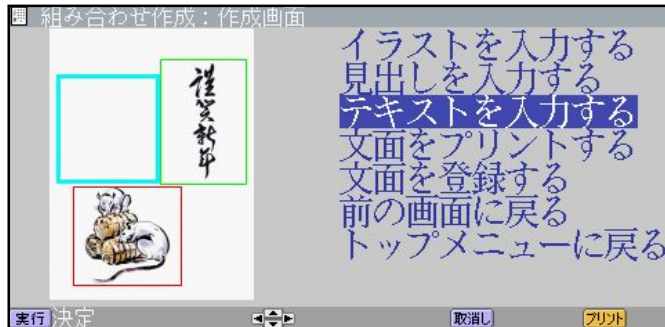 組み合わせ作成：作成画面
謹賀新年
イラストを入力する
見出しを入力する
テキストを入力する
文面をプリントする
文面を登録する
前の画面に戻る
トップメニューに戻る
実行 決定 取消し プリント